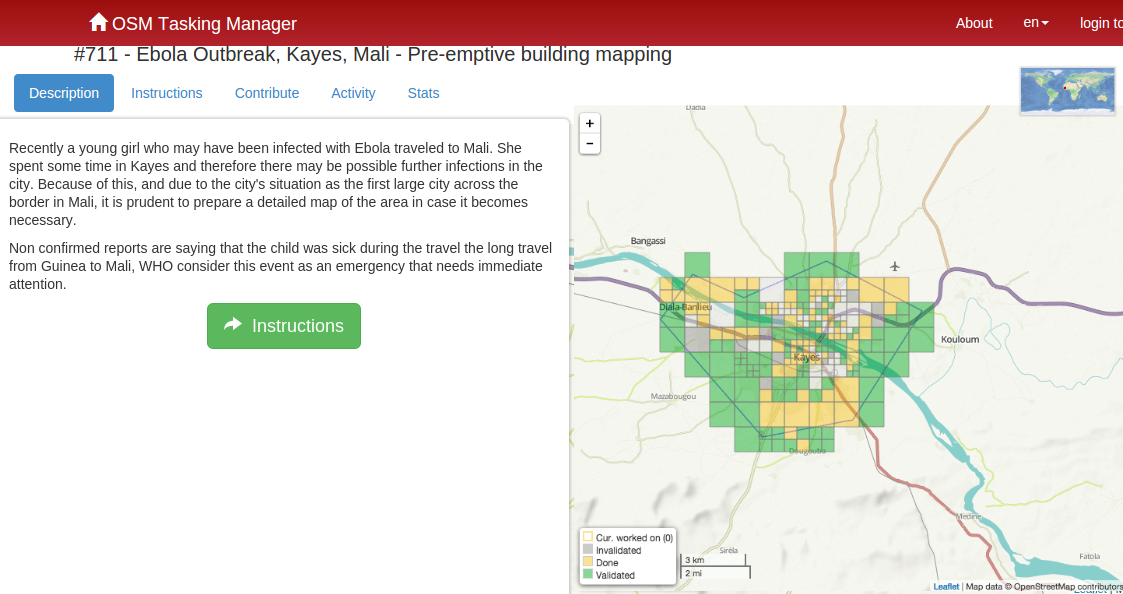 OSM Tasking Manager
About
en
login to
#711 - Ebola Outbreak, Kayes, Mali - Pre-emptive building mapping
Description
Instructions
Contribute
Activity
Stats
Recently a young girl who may have been infected with Ebola traveled to Mali. She
spent some time in Kayes and therefore there may be possible further infections in the
city. Because of this, and due to the city's situation as the first large city across the
border in Mali, it is prudent to prepare a detailed map of the area in case it becomes
necessary.
Non confirmed reports are saying that the child was sick during the travel the long travel
from Guinea to Mali, WHO consider this event as an emergency that needs immediate
attention.
Instructions
+
-
Dadia
Bangassi
Diala-Banlieu
Kouloum
Kayes
Mazabougou
Dougouba
Medine
Sirèla
Fatola
Cur. worked on (0)
Invalidated
Done
Validated
3 km
2 mi
Leaflet | Map data © OpenStreetMap contributors